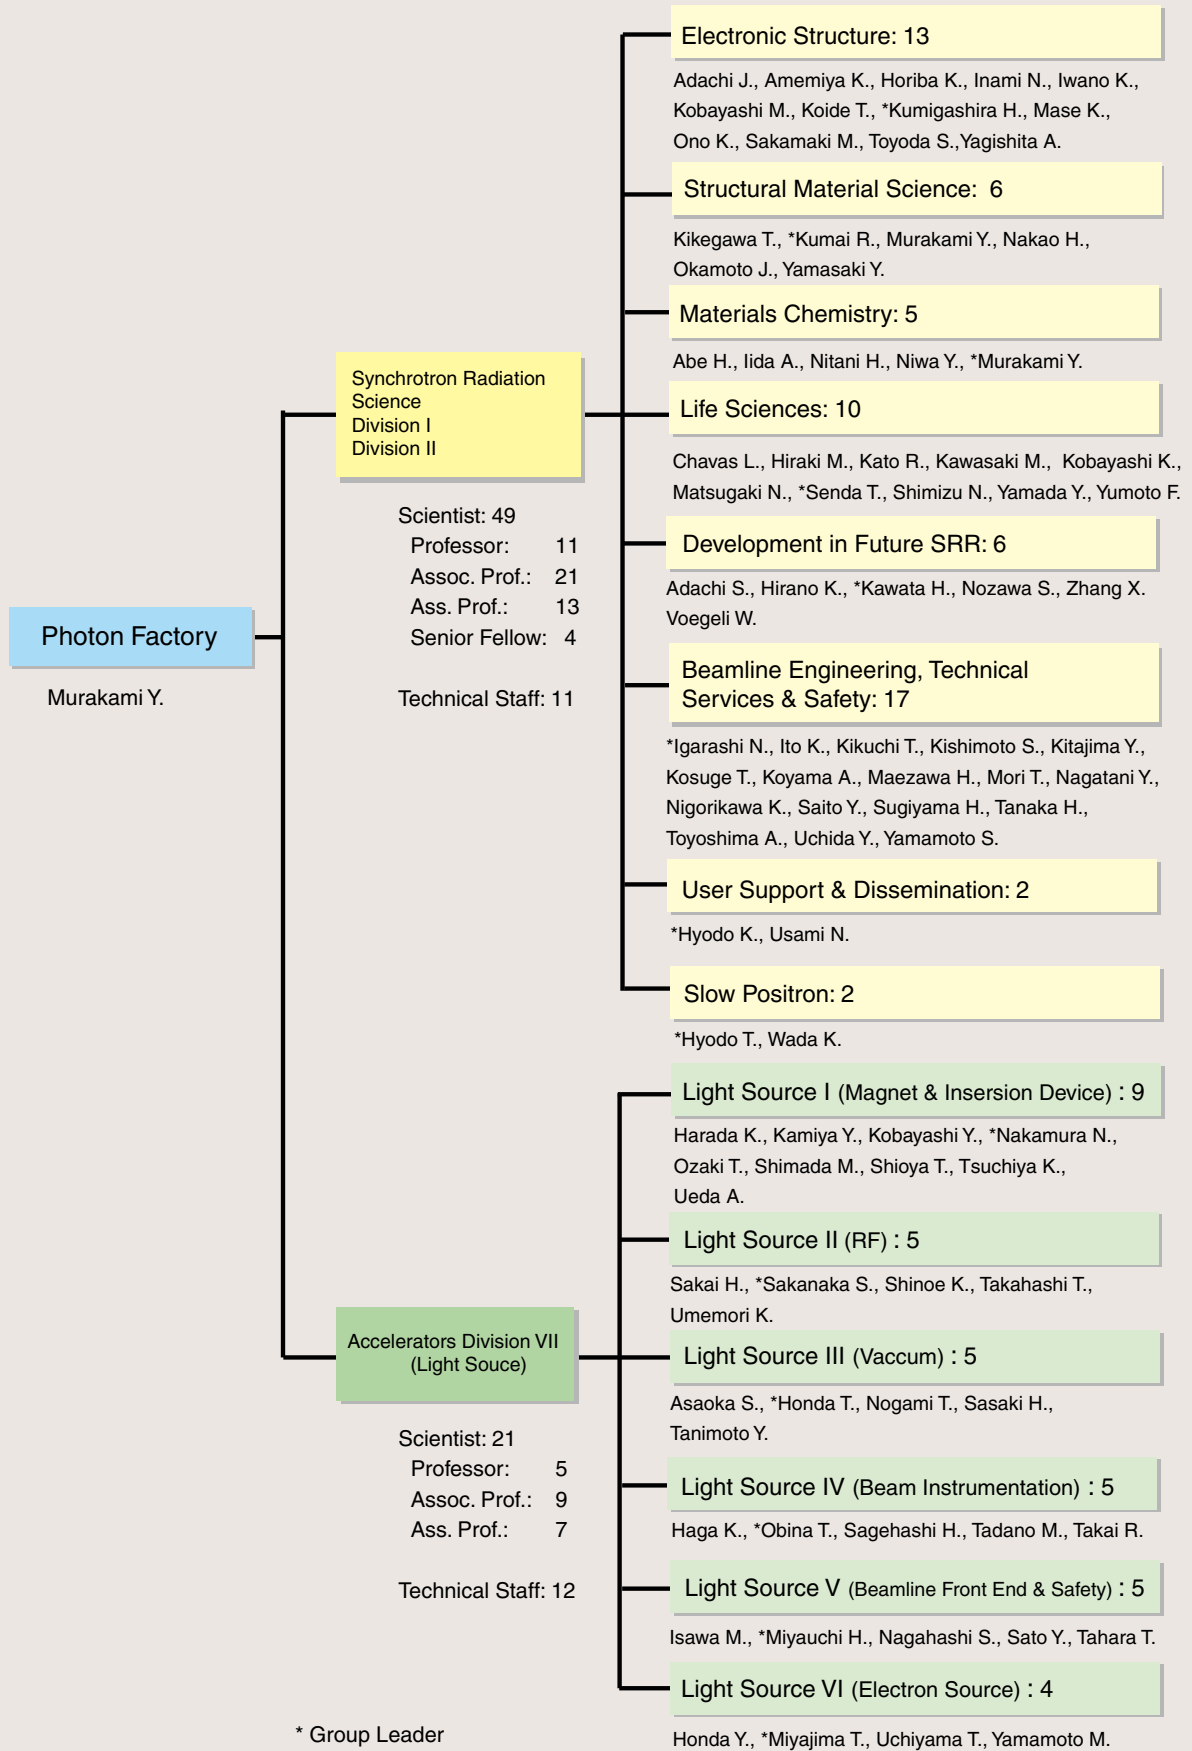 Photon Factory
Murakami Y.
Synchrotron Radiation
Science
Division I
Division II
Scientist: 49
Professor: 11
Assoc. Prof.: 21
Ass. Prof.: 13
Senior Fellow: 4
Technical Staff: 11
Electronic Structure: 13
Adachi J., Amemiya K., Horiba K., Inami N., Iwano K.,
Kobayashi M., Koide T., *Kumigashira H., Mase K.,
Ono K., Sakamaki M., Toyoda S.,Yagishita A.
Structural Material Science: 6
Kikegawa T., *Kumai R., Murakami Y., Nakao H.,
Okamoto J., Yamasaki Y.
Materials Chemistry: 5
Abe H., Iida A., Nitani H., Niwa Y., *Murakami Y.
Life Sciences: 10
Chavas L., Hiraki M., Kato R., Kawasaki M., Kobayashi K.,
Matsugaki N., *Senda T., Shimizu N., Yamada Y., Yumoto F.
Development in Future SRR: 6
Adachi S., Hirano K., *Kawata H., Nozawa S., Zhang X.
Voegeli W.
Beamline Engineering, Technical
Services & Safety: 17
*Igarashi N., Ito K., Kikuchi T., Kishimoto S., Kitajima Y.,
Kosuge T., Koyama A., Maezawa H., Mori T., Nagatani Y.,
Nigorikawa K., Saito Y., Sugiyama H., Tanaka H.,
Toyoshima A., Uchida Y., Yamamoto S.
User Support & Dissemination: 2
*Hyodo K., Usami N.
Slow Positron: 2
*Hyodo T., Wada K.
Accelerators Division VII
(Light Souce)
Scientist: 21
Professor: 5
Assoc. Prof.: 9
Ass. Prof.: 7
Technical Staff: 12
Light Source I (Magnet & Insersion Device) : 9
Harada K., Kamiya Y., Kobayashi Y., *Nakamura N.,
Ozaki T., Shimada M., Shioya T., Tsuchiya K.,
Ueda A.
Light Source II (RF) : 5
Sakai H., *Sakanaka S., Shinoe K., Takahashi T.,
Umemori K.
Light Source III (Vaccum) : 5
Asaoka S., *Honda T., Nogami T., Sasaki H.,
Tanimoto Y.
Light Source IV (Beam Instrumentation) : 5
Haga K., *Obina T., Sagehashi H., Tadano M., Takai R.
Light Source V (Beamline Front End & Safety) : 5
Isawa M., *Miyauchi H., Nagahashi S., Sato Y., Tahara T.
Light Source VI (Electron Source) : 4
Honda Y., *Miyajima T., Uchiyama T., Yamamoto M.
* Group Leader